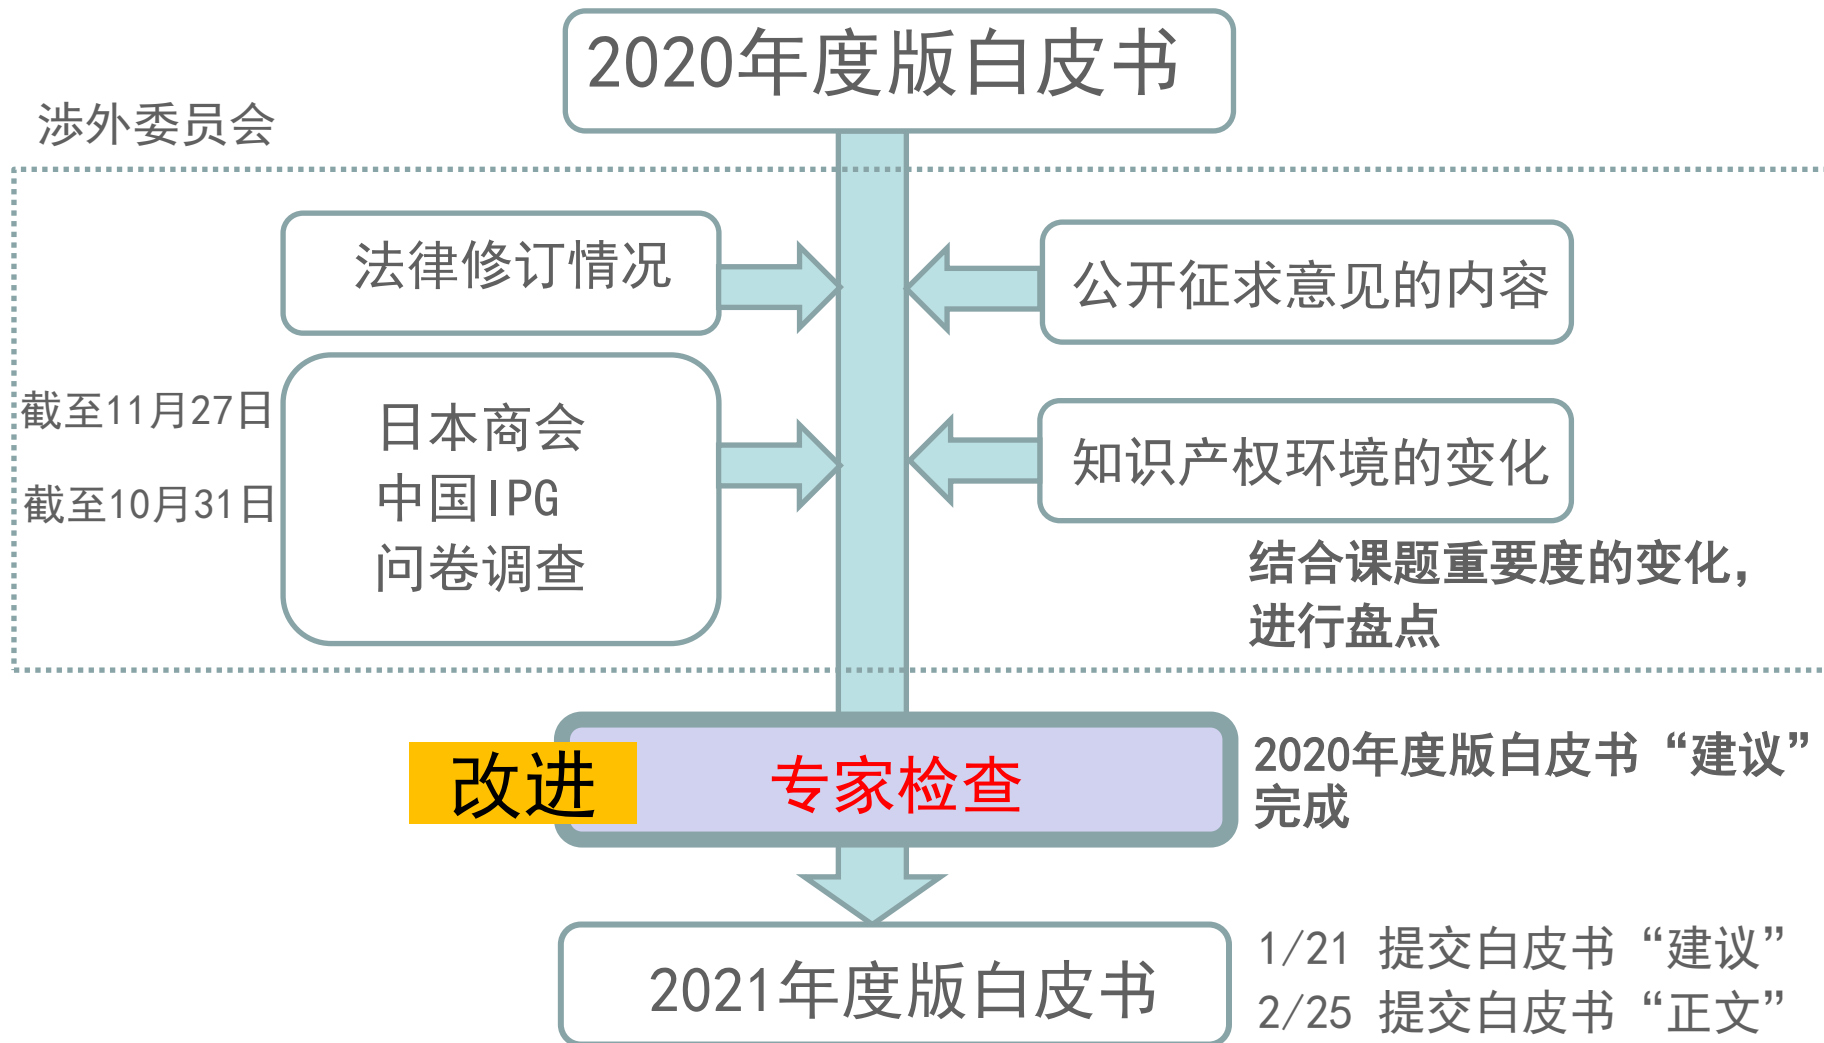 2020年度版白皮书
涉外委员会
法律修订情况
公开征求意见的内容
截至11月27日
截至10月31日
日本商会
中国IPG
问卷调查
知识产权环境的变化
结合课题重要度的变化，
进行盘点
改进
专家检查
2020年度版白皮书“建议”
完成
2021年度版白皮书
1/21 提交白皮书“建议”
2/25 提交白皮书“正文”